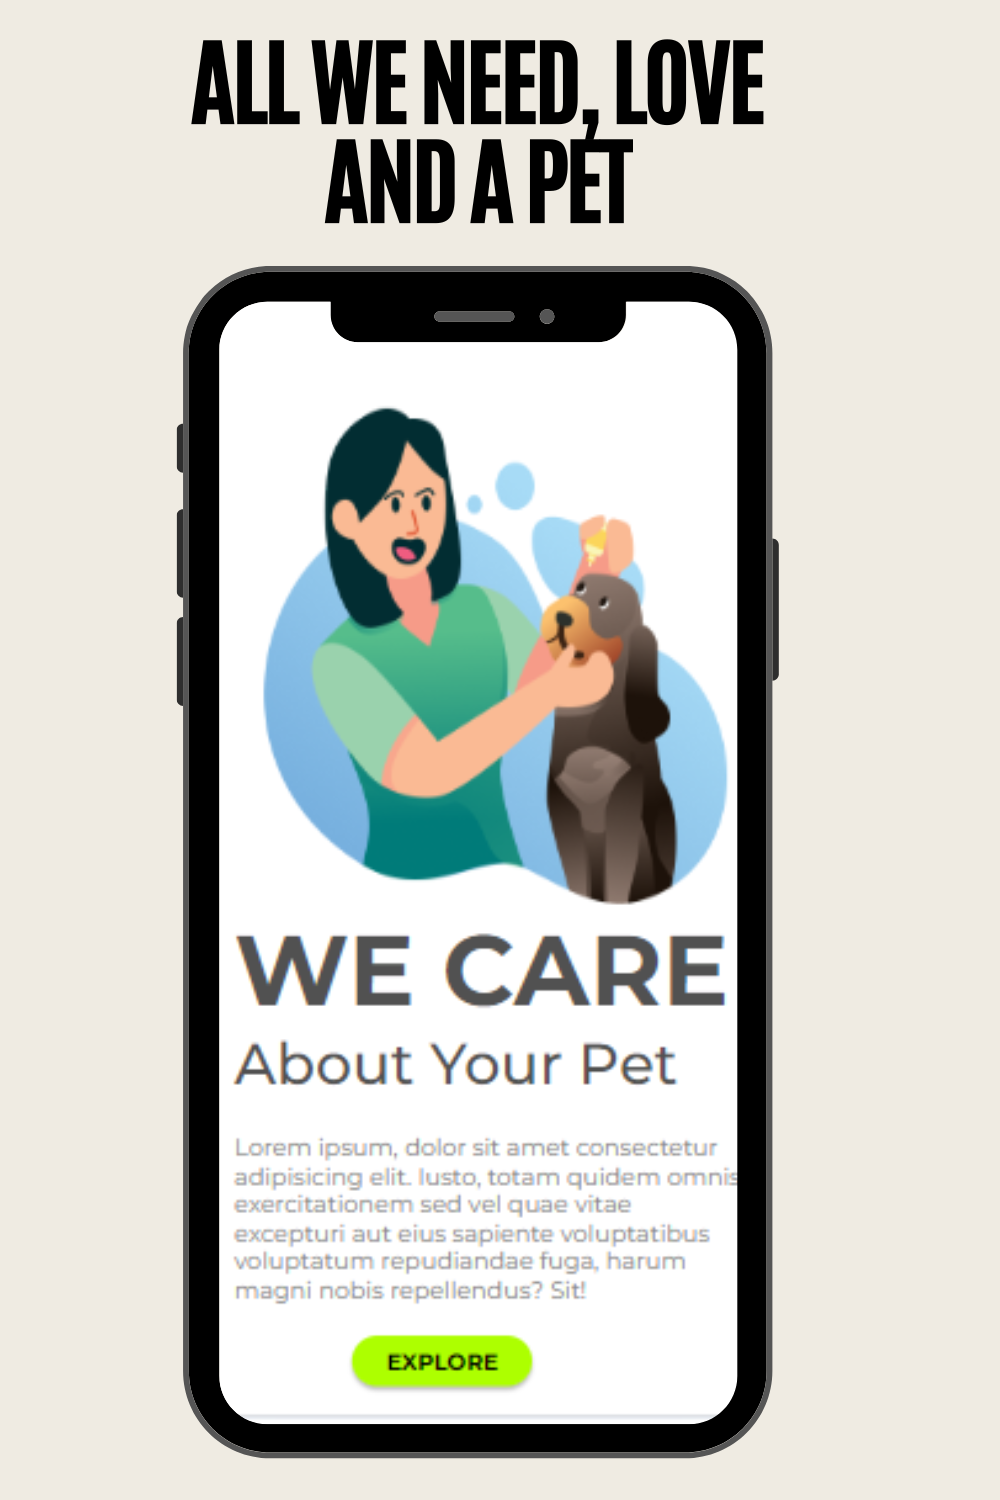 ALL WE NEED, LOVE
AND A PET
WE CARE
About Your Pet
Lorem ipsum, dolor sit amet consectetur
adipisicing elit. Iusto, totam quidem omnis
exercitationem sed vel quae vitae
excepturi aut eius sapiente voluptatibus
voluptatum repudiandae fuga, harum
magni nobis repellendus? Sit!
EXPLORE